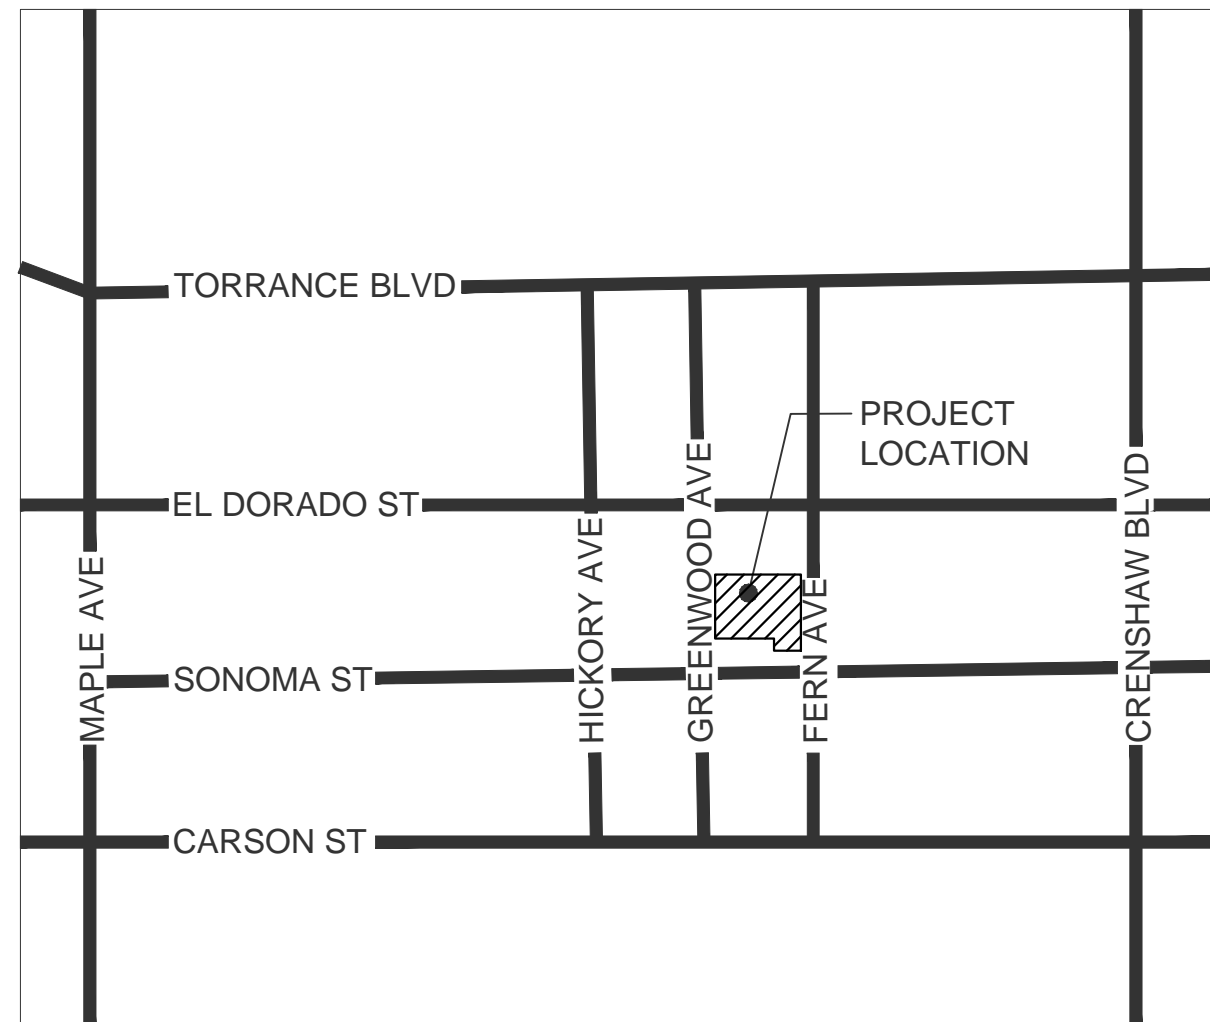 TORRANCE BLVD
PROJECT
LOCATION
EL DORADO ST
MAPLE AVE
HICKORY AVE
GREENWOOD AVE
FERN AVE
CRENSHAW BLVD
SONOMA ST
CARSON ST